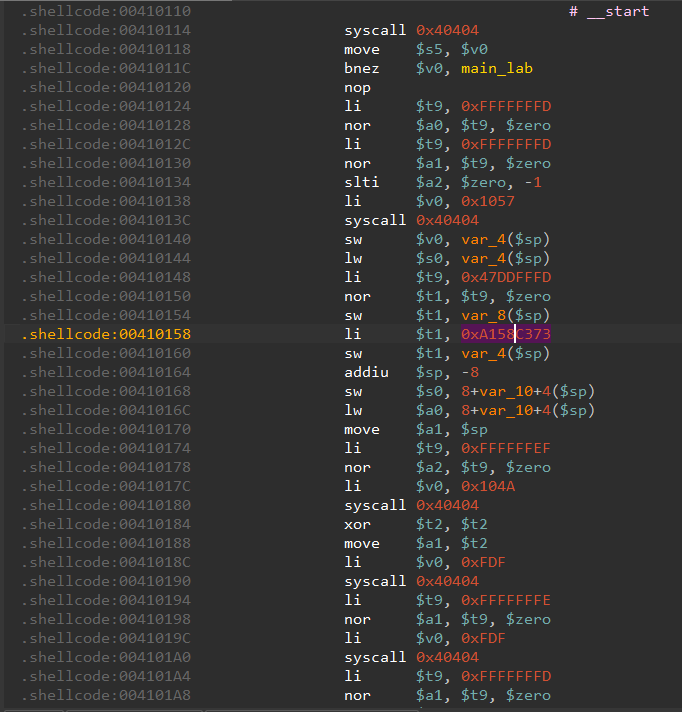 .shellcode:00410110 # __start
.shellcode:00410114 syscall 0x40404
.shellcode:00410118 move $s5, $v0
.shellcode:0041011C bnez $v0, main_lab
.shellcode:00410120 nop
.shellcode:00410124 li $t9, 0xFFFFFFFD
.shellcode:00410128 nor $a0, $t9, $zero
.shellcode:0041012C li $t9, 0xFFFFFFFD
.shellcode:00410130 nor $a1, $t9, $zero
.shellcode:00410134 slti $a2, $zero, -1
.shellcode:00410138 li $v0, 0x1057
.shellcode:0041013C syscall 0x40404
.shellcode:00410140 sw $v0, var_4($sp)
.shellcode:00410144 lw $s0, var_4($sp)
.shellcode:00410148 li $t9, 0x47DDFFFD
.shellcode:00410150 nor $t1, $t9, $zero
.shellcode:00410154 sw $t1, var_8($sp)
.shellcode:00410158 li $t1, 0xA158C373
.shellcode:00410160 sw $t1, var_4($sp)
.shellcode:00410164 addiu $sp, -8
.shellcode:00410168 sw $s0, 8+var_10+4($sp)
.shellcode:0041016C lw $a0, 8+var_10+4($sp)
.shellcode:00410170 move $a1, $sp
.shellcode:00410174 li $t9, 0xFFFFFFEF
.shellcode:00410178 nor $a2, $t9, $zero
.shellcode:0041017C li $v0, 0x104A
.shellcode:00410180 syscall 0x40404
.shellcode:00410184 xor $t2, $t2
.shellcode:00410188 move $a1, $t2
.shellcode:0041018C li $v0, 0xFDF
.shellcode:00410190 syscall 0x40404
.shellcode:00410194 li $t9, 0xFFFFFFFE
.shellcode:00410198 nor $a1, $t9, $zero
.shellcode:0041019C li $v0, 0xFDF
.shellcode:004101A0 syscall 0x40404
.shellcode:004101A4 li $t9, 0xFFFFFFFD
.shellcode:004101A8 nor $a1, $t9, $zero